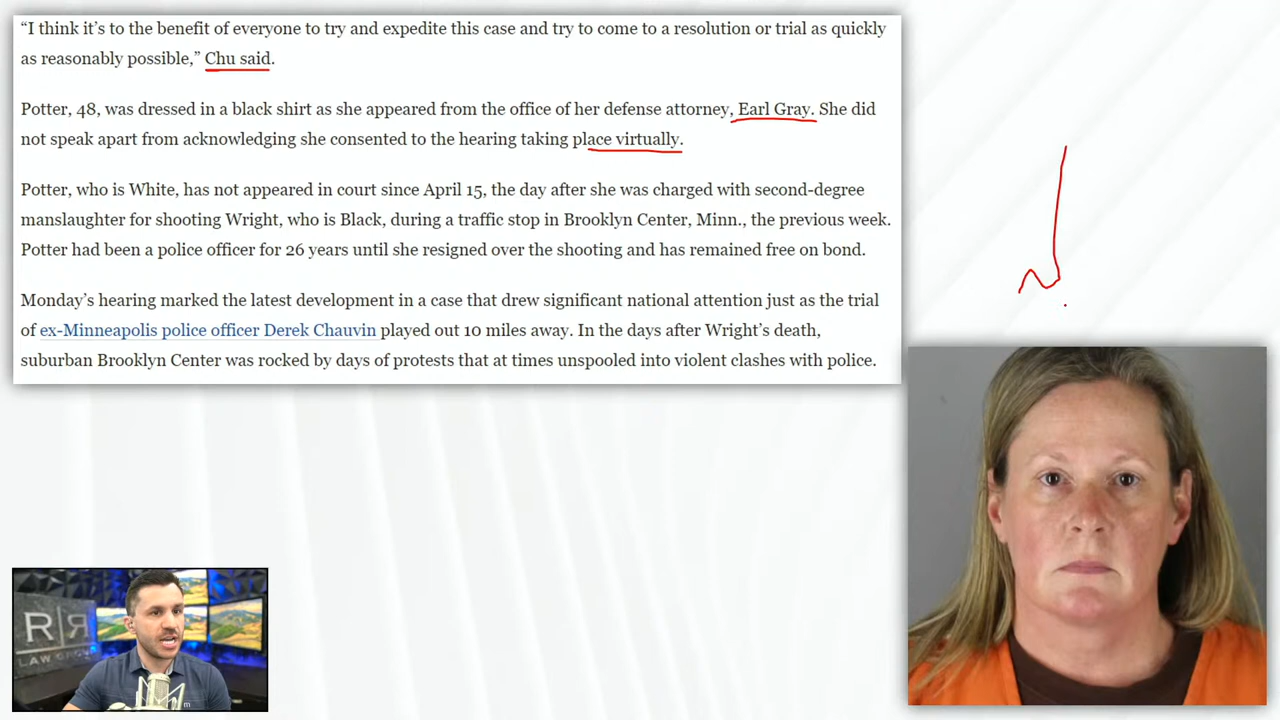 “I think it’s to the benefit of everyone to try and expedite this case and try to come to a resolution or trial as quickly
as reasonably possible,” Chu said.
Potter, 48, was dressed in a black shirt as she appeared from the office of her defense attorney, Earl Gray. She did
not speak apart from acknowledging she consented to the hearing taking place virtually.
Potter, who is White, has not appeared in court since April 15, the day after she was charged with second-degree
manslaughter for shooting Wright, who is Black, during a traffic stop in Brooklyn Center, Minn., the previous week.
Potter had been a police officer for 26 years until she resigned over the shooting and has remained free on bond.
Monday’s hearing marked the latest development in a case that drew significant national attention just as the trial
of ex-Minneapolis police officer Derek Chauvin played out 10 miles away. In the days after Wright’s death,
suburban Brooklyn Center was rocked by days of protests that at times unspooled into violent clashes with police.
R|R
LAW GROUP